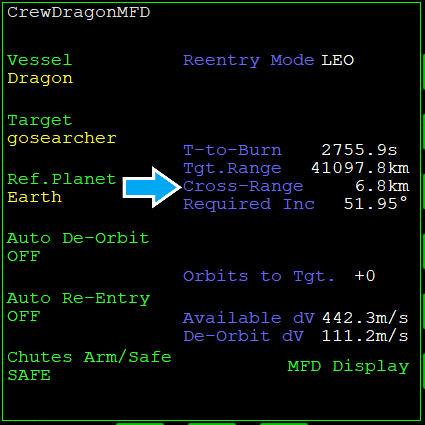 CrewDragonMFD
Vessel Reentry Mode LEO
Dragon
Target
gosearcher
T-to-Burn 2755.9s
Tgt.Range 41097.8km
Ref.Planet Cross-Range 6.8km
Earth Required Inc 51.95°
Auto De-Orbit
OFF
Orbits to Tgt. +0
Auto Re-Entry
OFF Available dV 442.3m/s
De-Orbit dV 111.2m/s
Chutes Arm/Safe MFD Display
SAFE